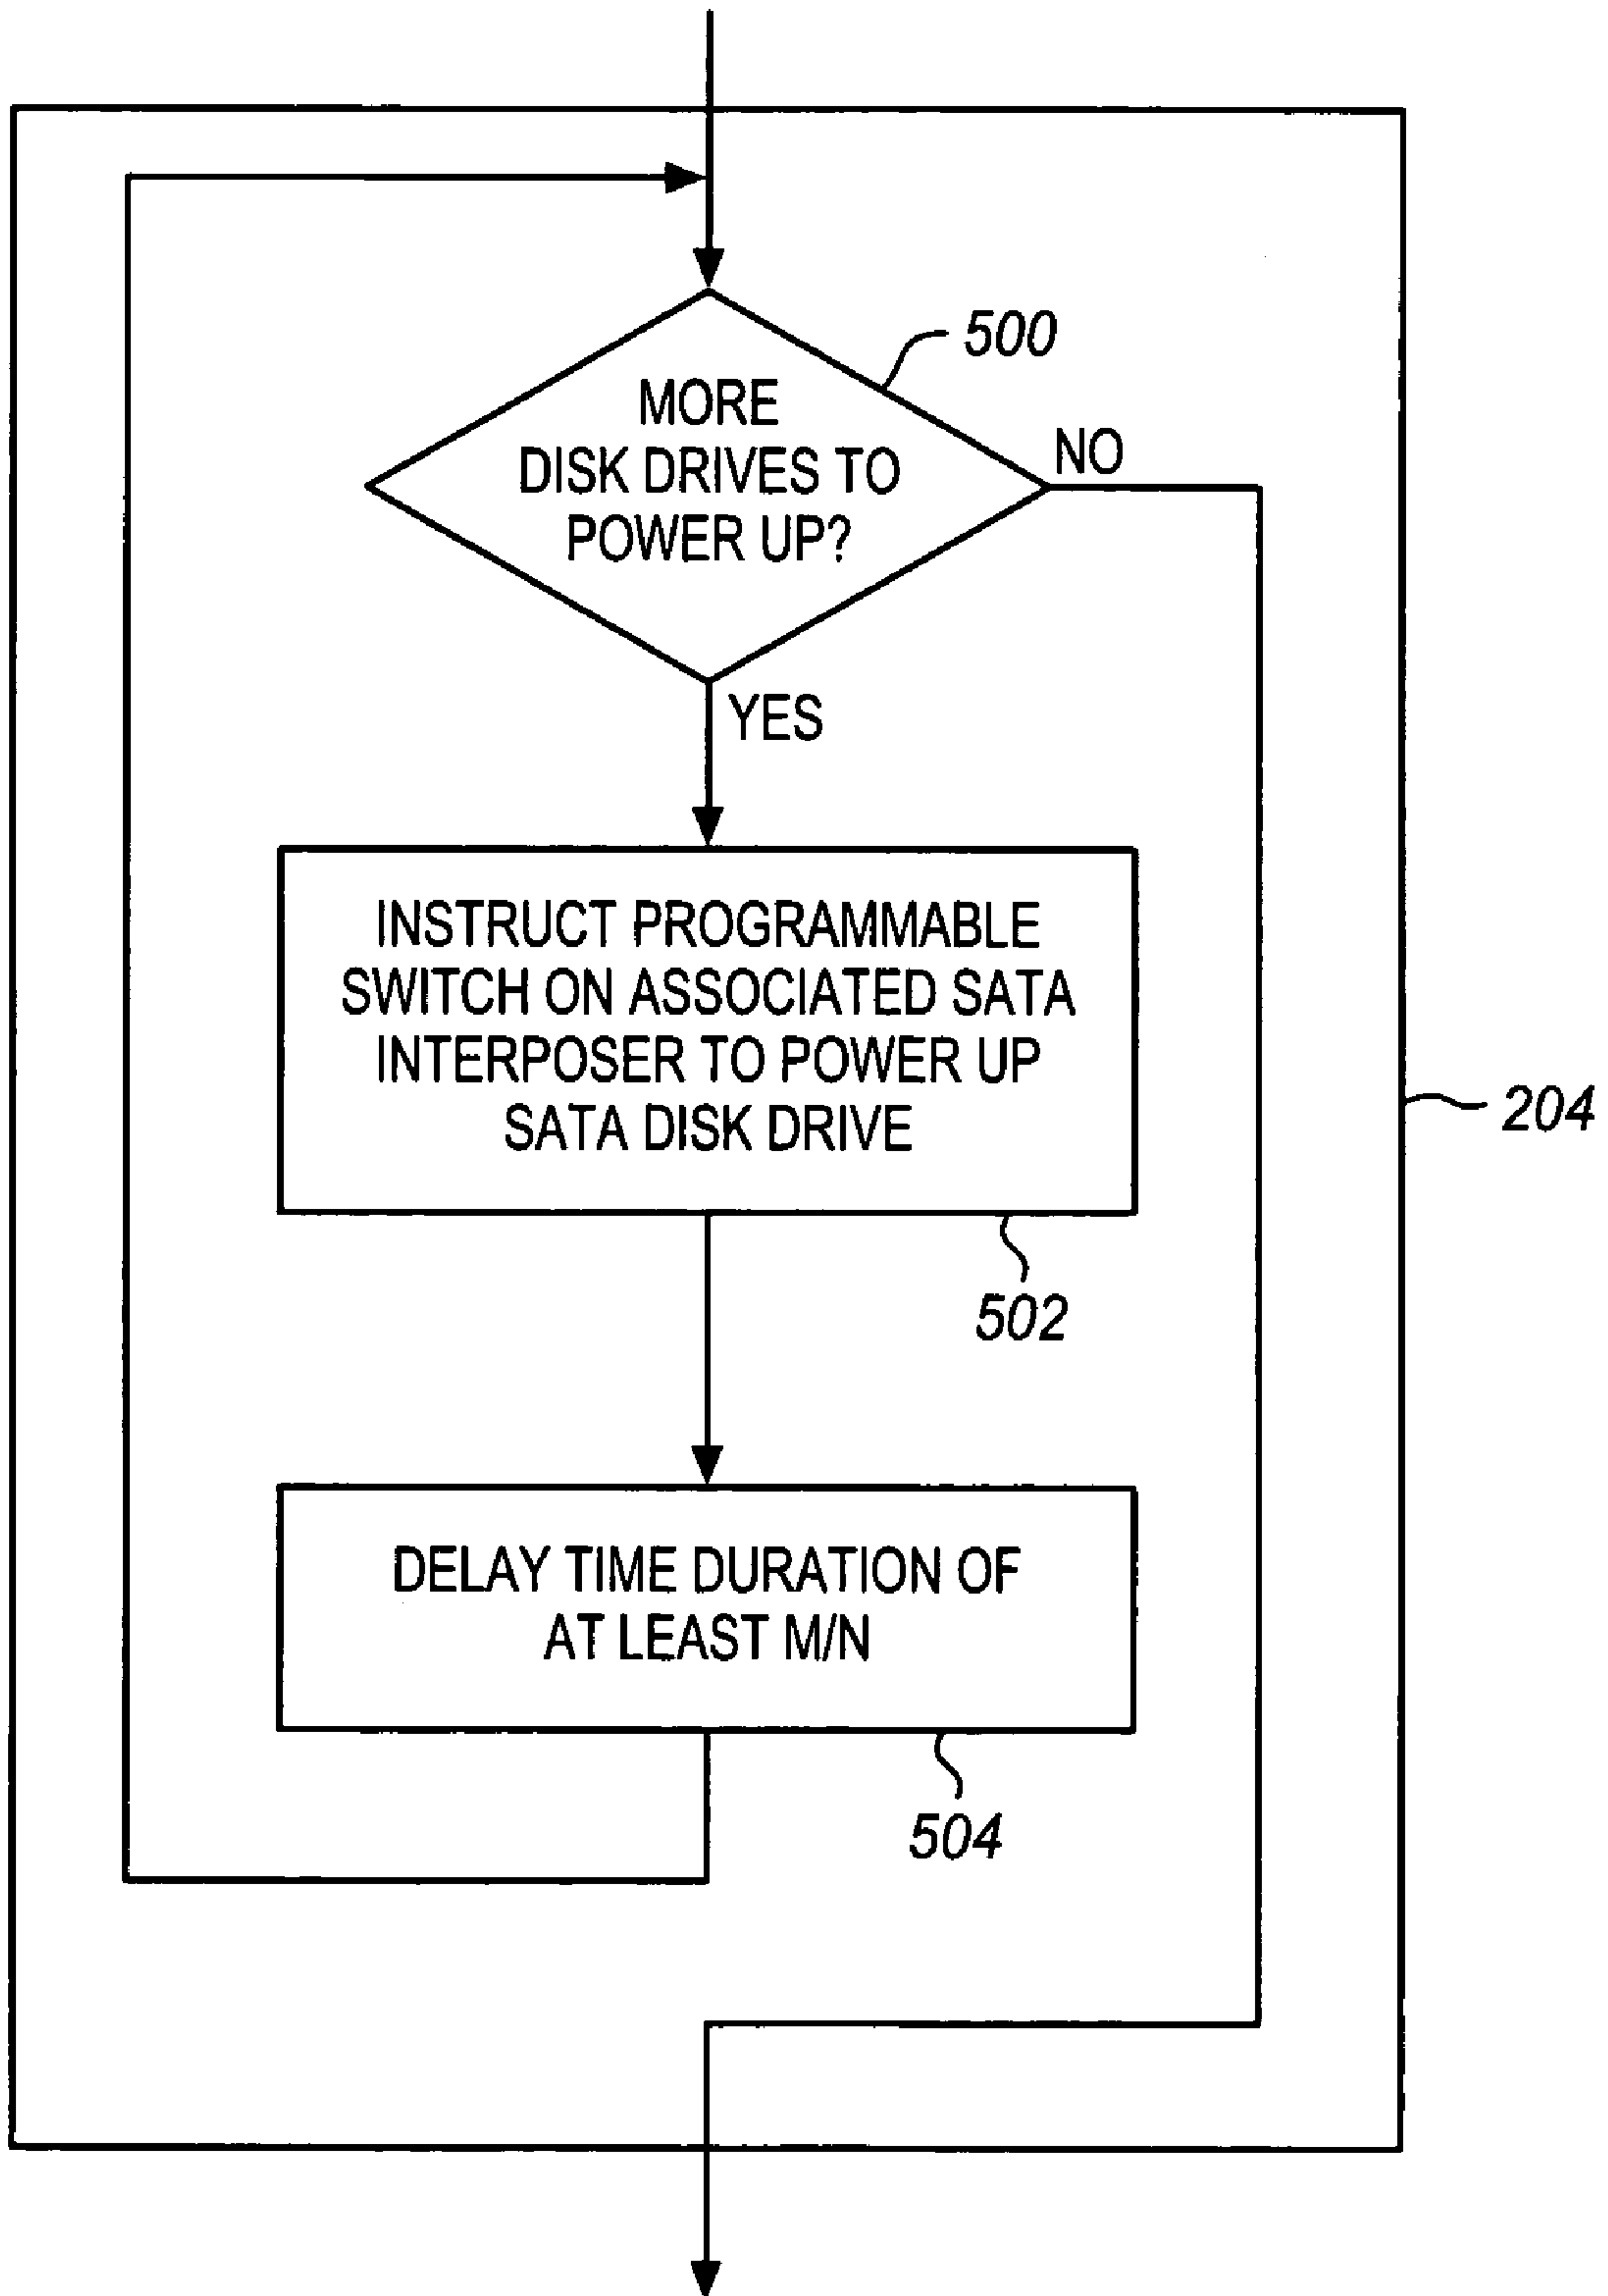 500
MORE
DISK DRIVES TO
POWER UP?
NO
YES
INSTRUCT PROGRAMMABLE
SWITCH ON ASSOCIATED SATA
INTERPOSER TO POWER UP
SATA DISK DRIVE
204
502
DELAY TIME DURATION OF
AT LEAST M/N
504